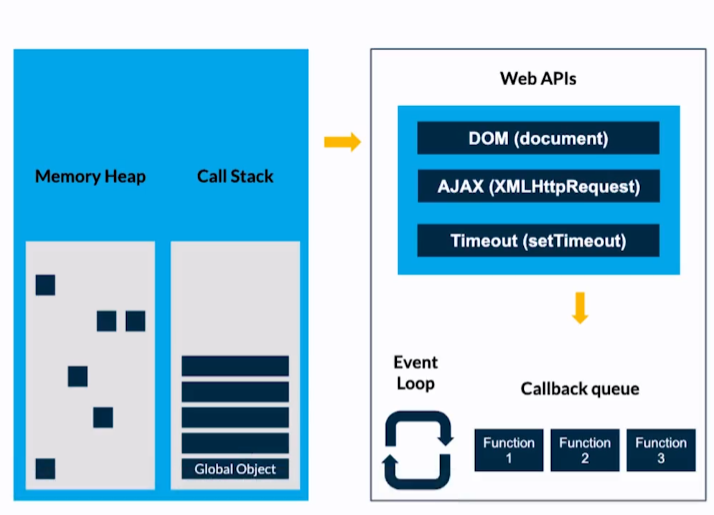 Memory Heap
Call Stack
Global Object
Web APIs
DOM (document)
AJAX (XMLHttpRequest)
Timeout (setTimeout)
Event
Loop
Callback queue
Function
1
Function
2
Function
3